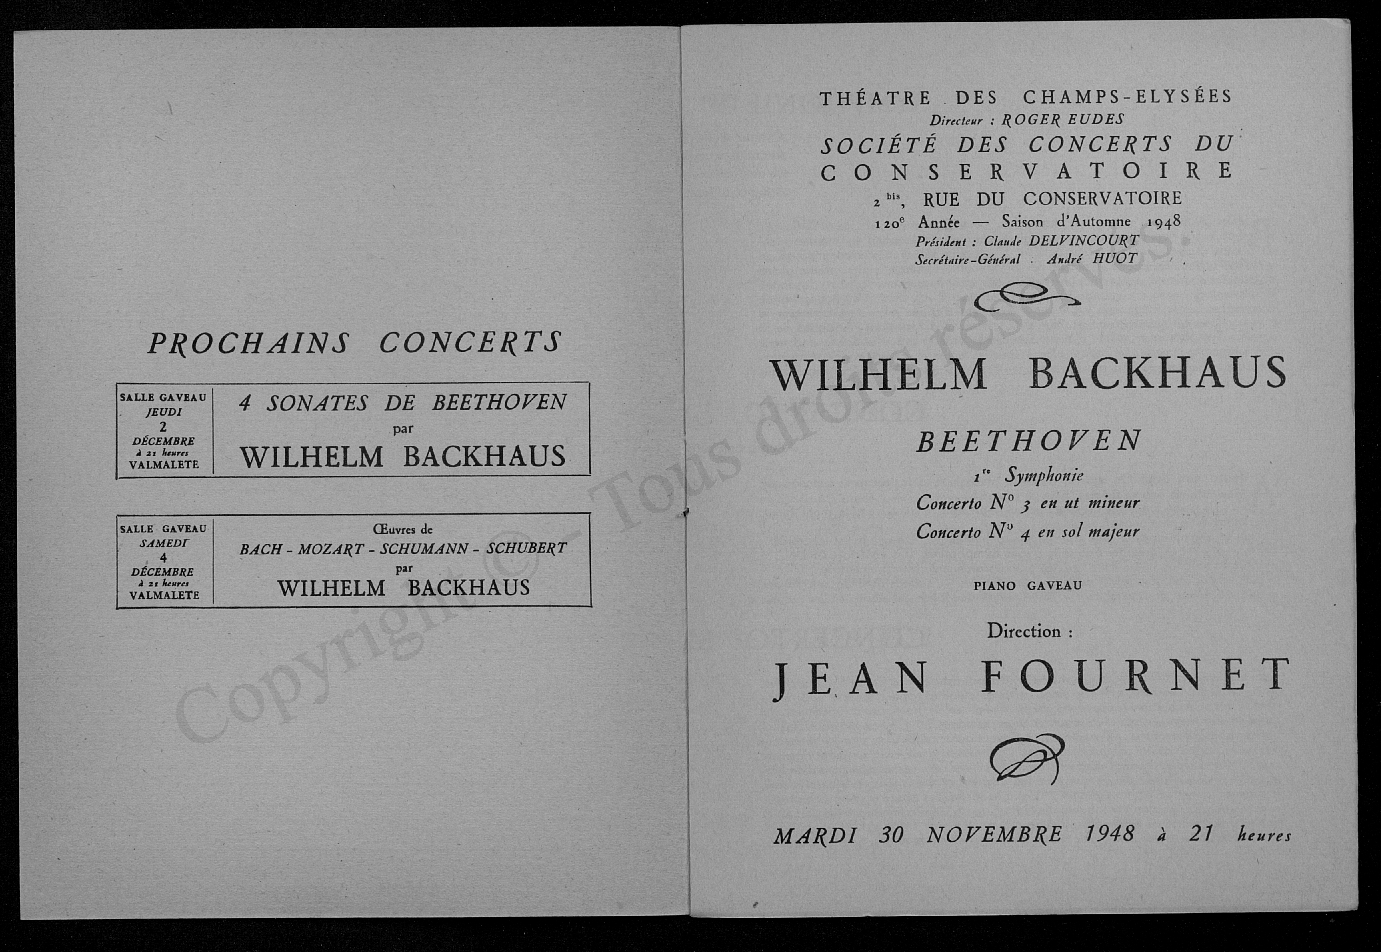 PROCHAINS CONCERTS
SALLE GAVEAU
JEUDI
2
DÉCEMBRE
à 21 heures
VALMALETE
4 SONATES DE BEETHOVEN
par
WILHELM BACKHAUS
SALLE GAVEAU
SAMEDI
4
DÉCEMBRE
à 21 heures
VALMALETE
Œuvres de
BACH - MOZART - SCHUMANN - SCHUBERT
par
WILHELM BACKHAUS
THÉATRE DES CHAMPS-ELYSÉES
Directeur : ROGER EUDES
SOCIÉTÉ DES CONCERTS DU
CONSERVATOIRE
2 bis, RUE DU CONSERVATOIRE
120e Année — Saison d'Automne 1948
Président : Claude DELVINCOURT
Secrétaire-Général . André HUOT
WILHELM BACKHAUS
BEETHOVEN
1re Symphonie
Concerto No 3 en ut mineur
Concerto No 4 en sol majeur
PIANO GAVEAU
Direction :
JEAN FOURNET
MARDI 30 NOVEMBRE 1948 à 21 heures
Copyright © - Tous droits réservés.